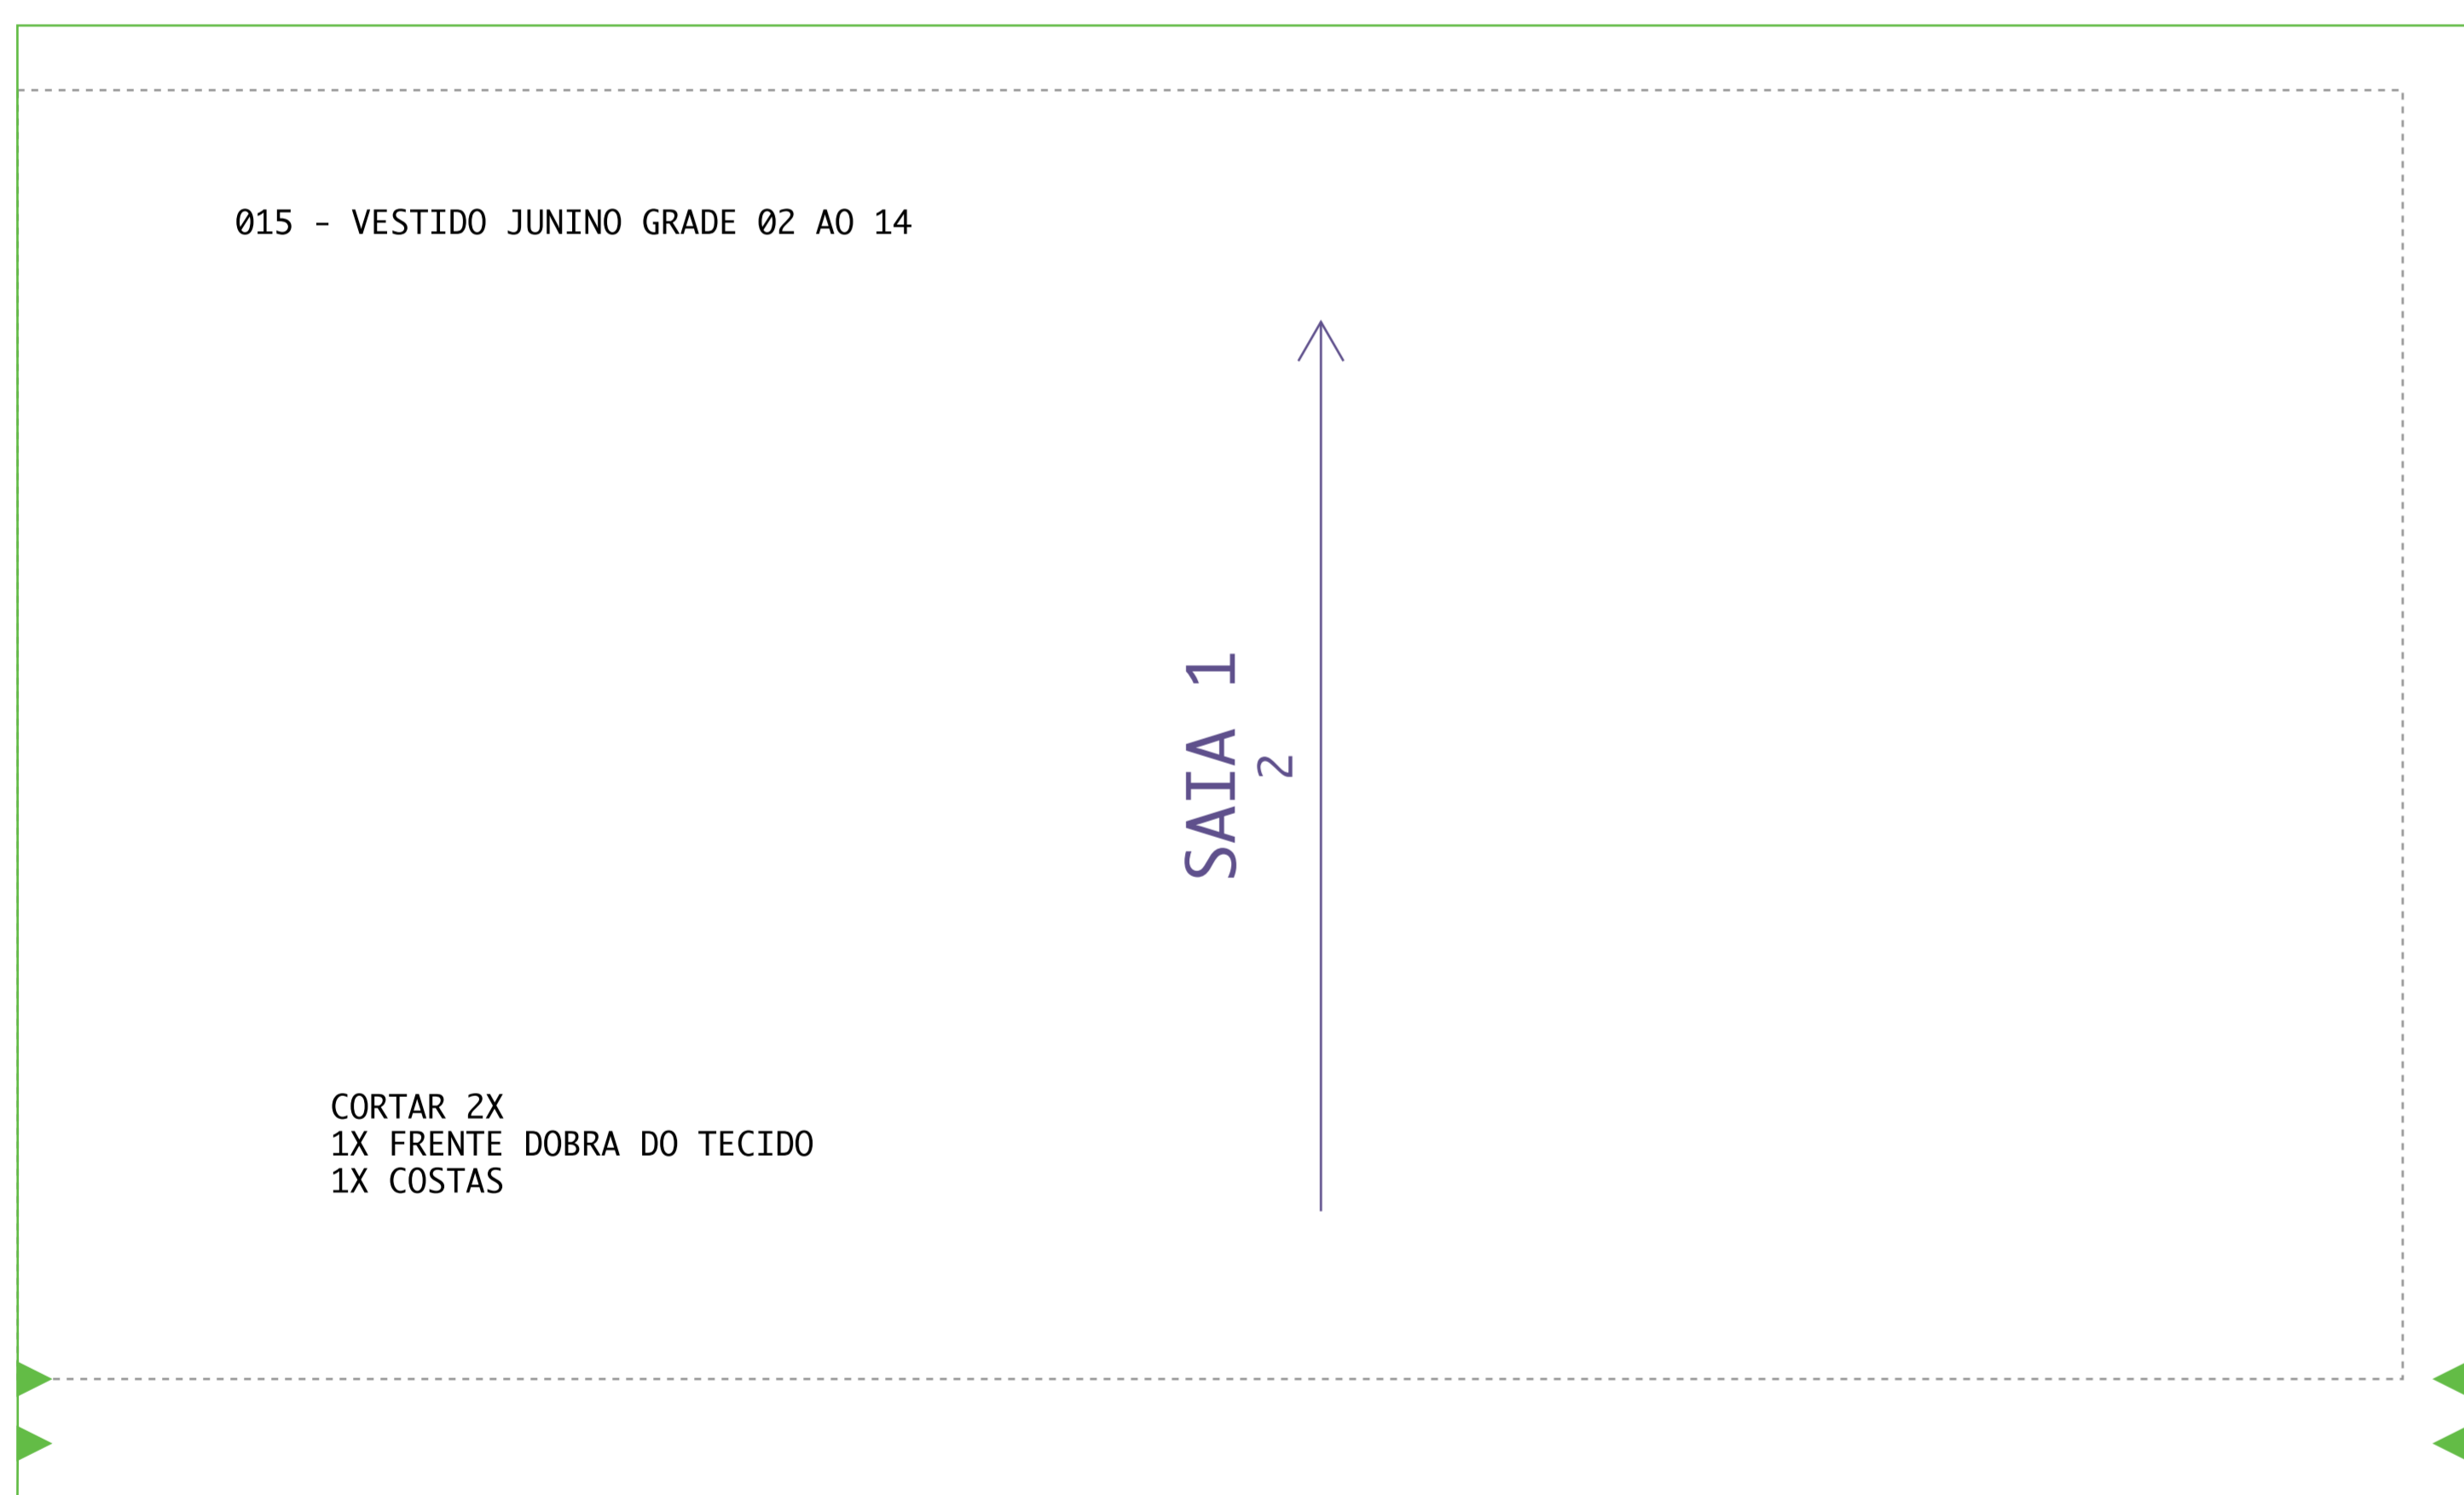 015 - VESTIDO JUNINO GRADE 02 AO 14
SAIA 1
2
CORTAR 2X
1X FRENTE DOBRA DO TECIDO
1X COSTAS